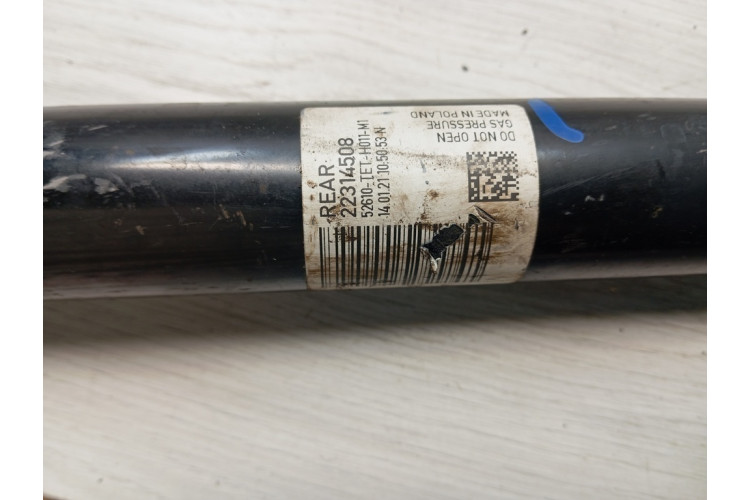 REAR
22314508
52610-TET-H011-M1
14.01.21 10:50:53-N
DO NOT OPEN
GAS PRESSURE
MADE IN POLAND